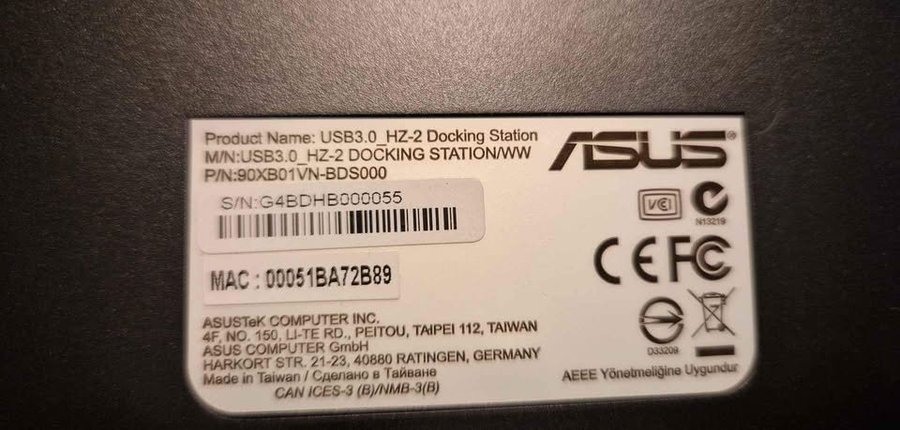 Product Name: USB3.0_HZ-2 Docking Station
M/N:USB3.0_HZ-2 DOCKING STATION/WW
P/N:90XB01VN-BDS000
S/N:G4BDHB000055
MAC : 00051BA72B89
ASUSTeK COMPUTER INC.
4F, NO. 150, LI-TE RD., PEITOU, TAIPEI 112, TAIWAN
ASUS COMPUTER GmbH
HARKORT STR. 21-23, 40880 RATINGEN, GERMANY
Made in Taiwan / Сделано в Тайване
CAN ICES-3 (B)/NMB-3(B)
ASUS®
VCI
N13219
CE FC
D33209
AEEE Yönetmeliğine Uygundur